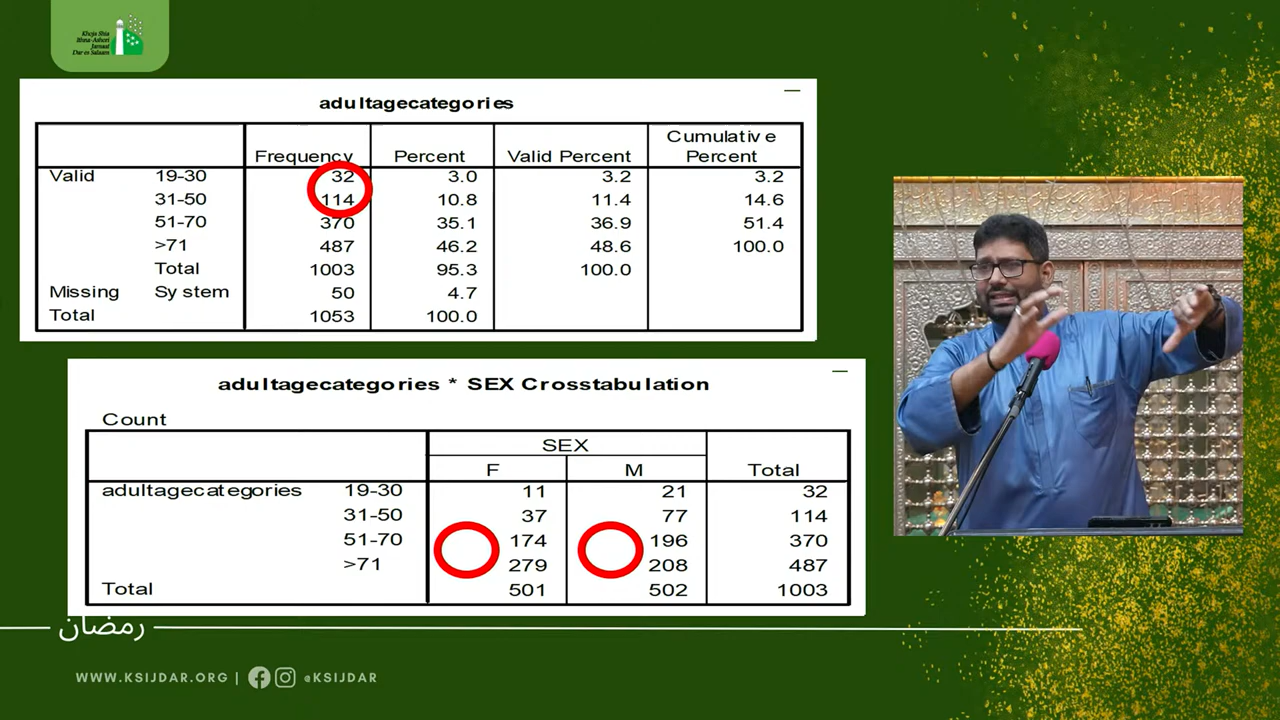 Khoja Shia
Ithna-Asheri
Jamaat
Dar es Salaam
adultagecategories
Frequency Percent Valid Percent Cumulative Percent
Valid 19-30 32 3.0 3.2 3.2
31-50 114 10.8 11.4 14.6
51-70 370 35.1 36.9 51.4
>71 487 46.2 48.6 100.0
Total 1003 95.3 100.0
Missing Sy stem 50 4.7
Total 1053 100.0
adultagecategories * SEX Crosstabulation
Count
SEX
F M Total
adultagecategories 19-30 11 21 32
31-50 37 77 114
51-70 174 196 370
>71 279 208 487
Total 501 502 1003
رمضان
WWW.KSIJDAR.ORG | @KSIJDAR